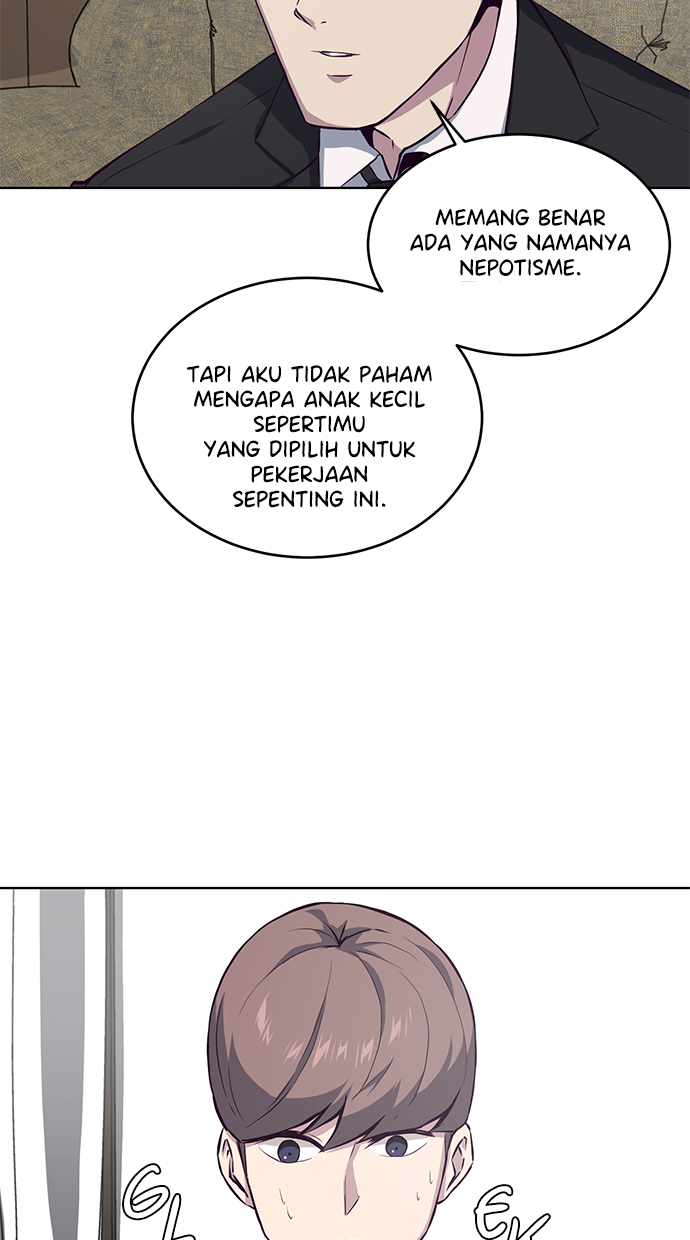 MEMANG BENAR
ADA YANG NAMANYA
NEPOTISME.
TAPI AKU TIDAK PAHAM
MENGAPA ANAK KECIL
SEPERTIMU
YANG DIPILIH UNTUK
PEKERJAAN
SEPENTING INI.
GL
EK